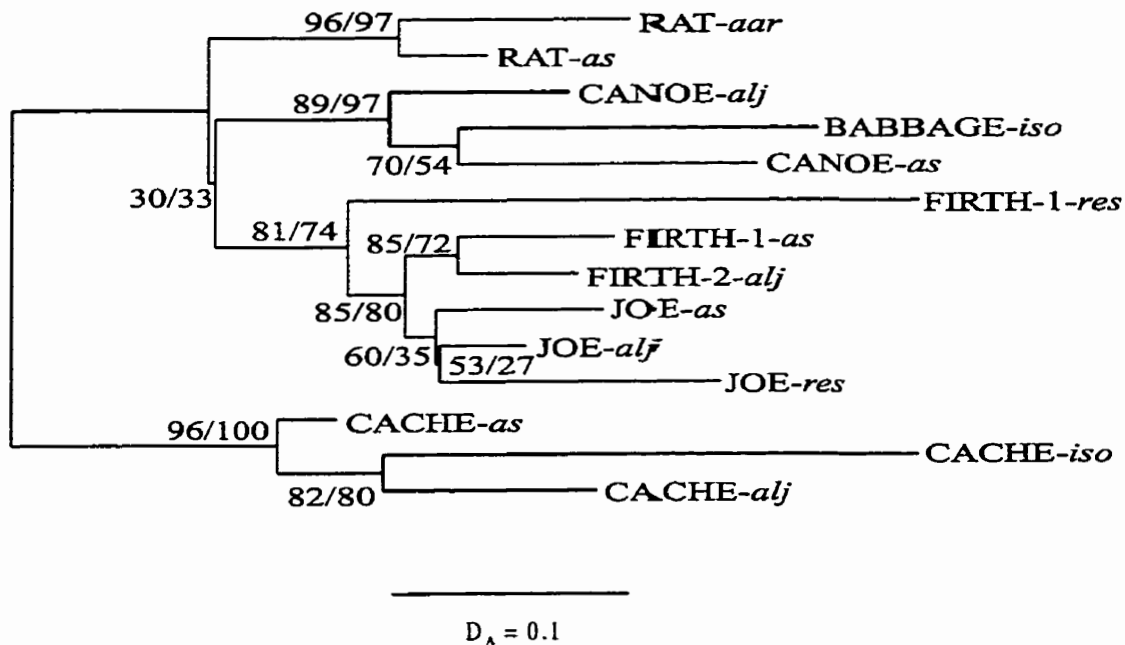 96/97
RAT-aar
RAT-as
89/97
CANOE-alj
BABBAGE-iso
70/54
CANOE-as
30/33
FIRTH-1-res
81/74
85/72
FIRTH-1-as
FIRTH-2-alj
85/80
JOE-as
60/35
JOE-alj
53/27
JOE-res
96/100
CACHE-as
CACHE-iso
82/80
CACHE-alj
D_A = 0.1